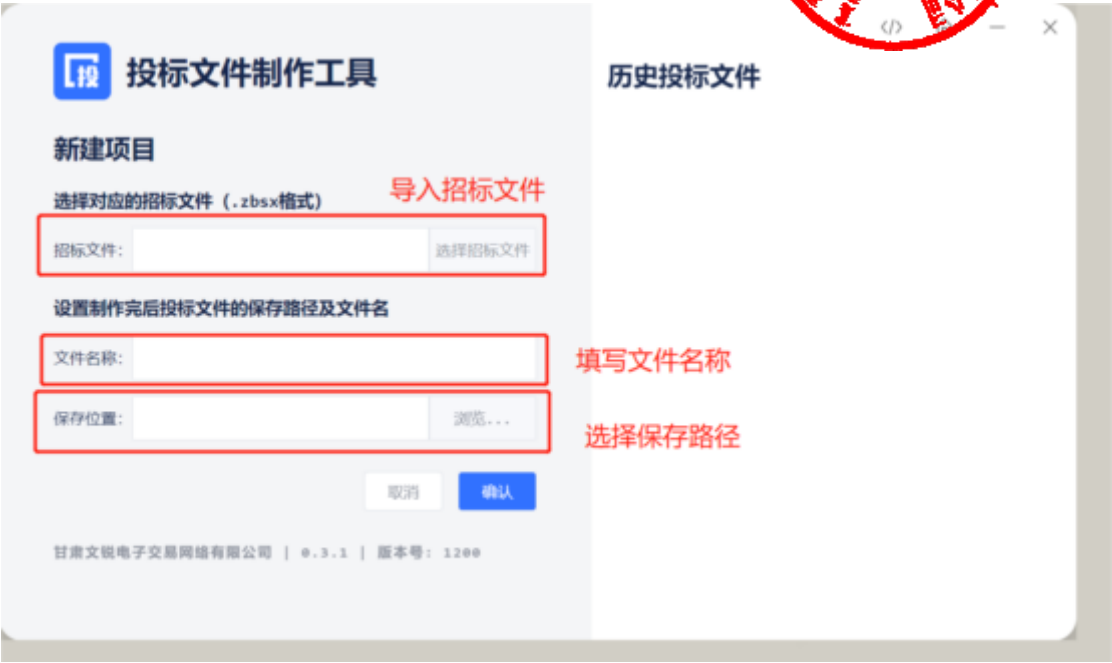 投标文件制作工具
历史投标文件
新建项目
选择对应的招标文件（.zbsx格式）
导入招标文件
招标文件：
选择招标文件
设置制作完后投标文件的保存路径及文件名
文件名称：
填写文件名称
保存位置：
浏览...
选择保存路径
取消
确认
甘肃文锐电子交易网络有限公司 | 0.3.1 | 版本号: 1200